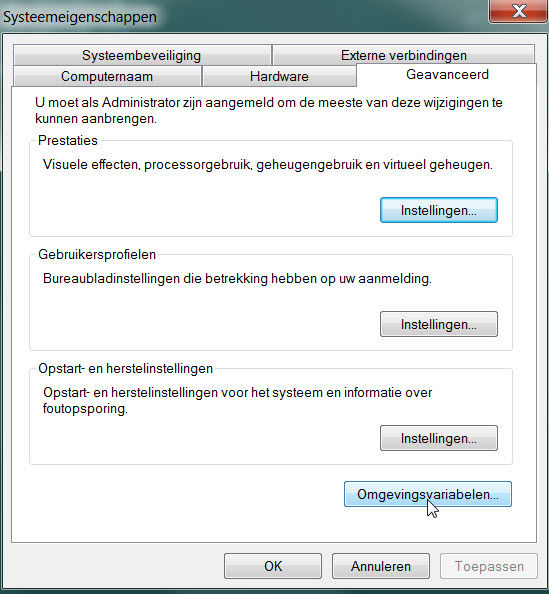 Systeemeigenschappen
Systeembeveiliging
Externe verbindingen
Computernaam
Hardware
Geavanceerd
U moet als Administrator zijn aangemeld om de meeste van deze wijzigingen te
kunnen aanbrengen.
Prestaties
Visuele effecten, processorgebruik, geheugengebruik en virtueel geheugen.
Instellingen...
Gebruikersprofielen
Bureaubladinstellingen die betrekking hebben op uw aanmelding.
Instellingen...
Opstart- en herstelinstellingen
Opstart- en herstelinstellingen voor het systeem en informatie over
foutopsporing.
Instellingen...
Omgevingsvariabelen...
OK
Annuleren
Toepassen